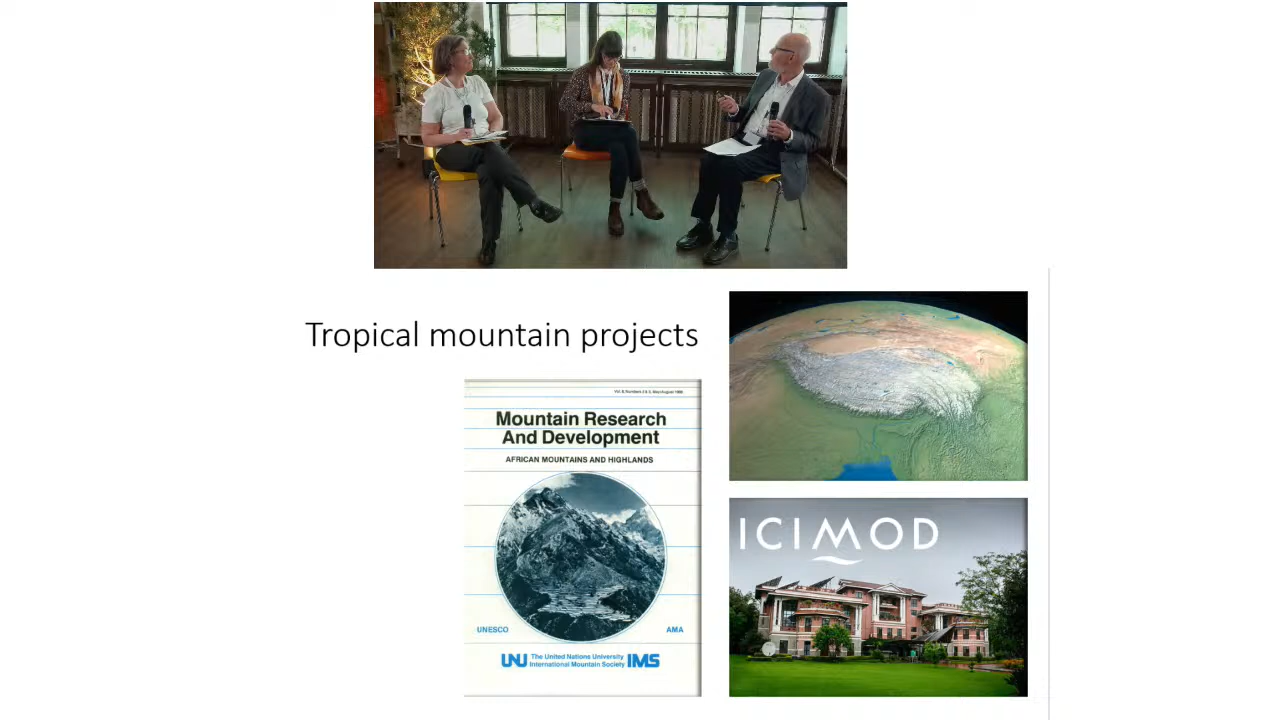 Tropical mountain projects
Mountain Research
And Development
AFRICAN MOUNTAINS AND HIGHLANDS
UNESCO
AMA
UNU The United Nations University
International Mountain Society IMS
ICIMOD